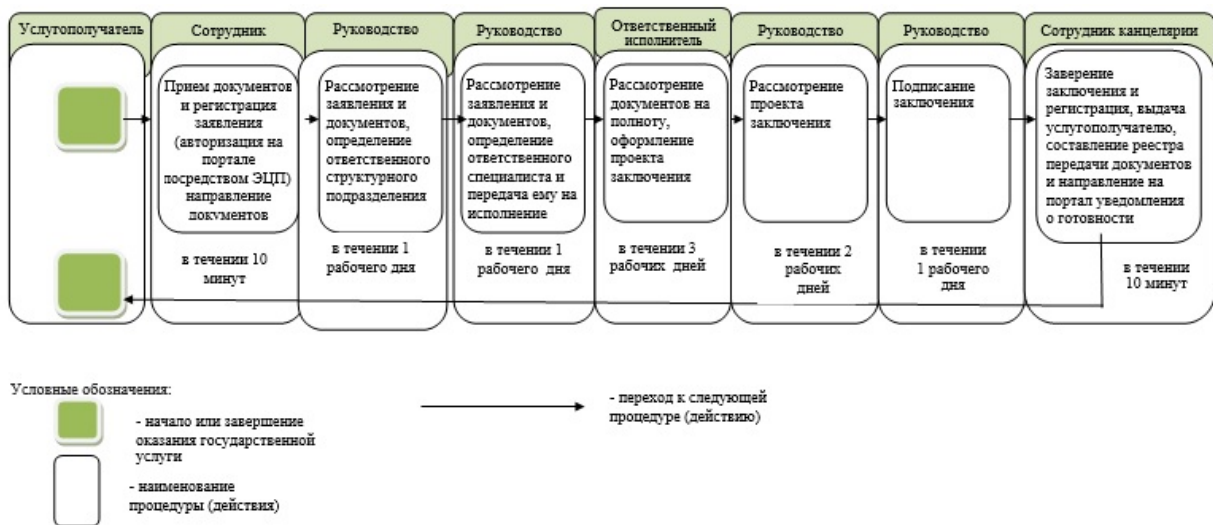 Услугополучатель
Сотрудник
Руководство
Руководство
Ответственный
исполнитель
Руководство
Руководство
Сотрудник канцелярии
Прием документов
и регистрация
заявления
(авторизация на
портале
посредством ЭЦП)
направление
документов
в течении 10
минут
Рассмотрение
заявления и
документов,
определение
ответственного
структурного
подразделения
в течении 1
рабочего дня
Рассмотрение
заявления и
документов,
определение
ответственного
специалиста и
передача ему на
исполнение
в течении 1
рабочего дня
Рассмотрение
документов на
полноту,
оформление
проекта
заключения
в течении 3
рабочих дней
Рассмотрение
проекта
заключения
в течении 2
рабочих
дней
Подписание
заключения
в течении
1 рабочего
дня
Заверение
заключения и
регистрация, выдача
услугополучателю,
составление реестра
передачи документов
и направление на
портал уведомления
о готовности
в течении
10 минут
Условные обозначения:
- начало или завершение
оказания государственной
услуги
- переход к следующей
процедуре (действию)
- наименование
процедуры (действия)